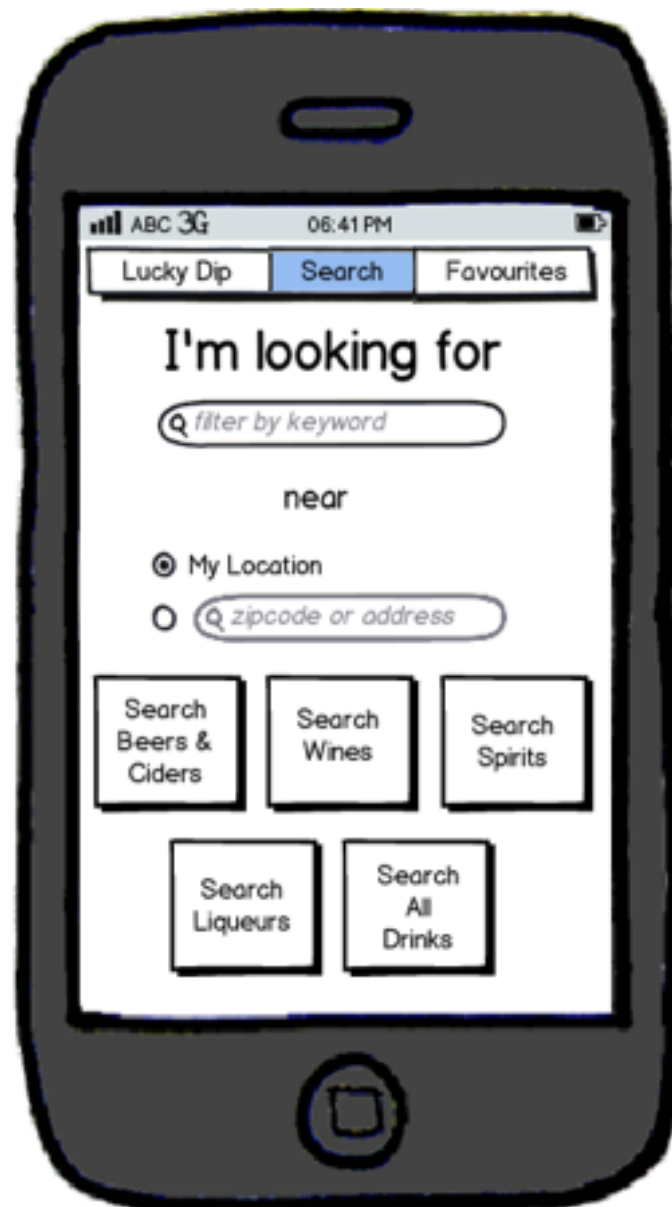 ABC 3G 06:41 PM
Lucky Dip Search Favourites
I'm looking for
filter by keyword
near
My Location
zipcode or address
Search
Beers &
Ciders
Search
Wines
Search
Spirits
Search
Liqueurs
Search
All
Drinks